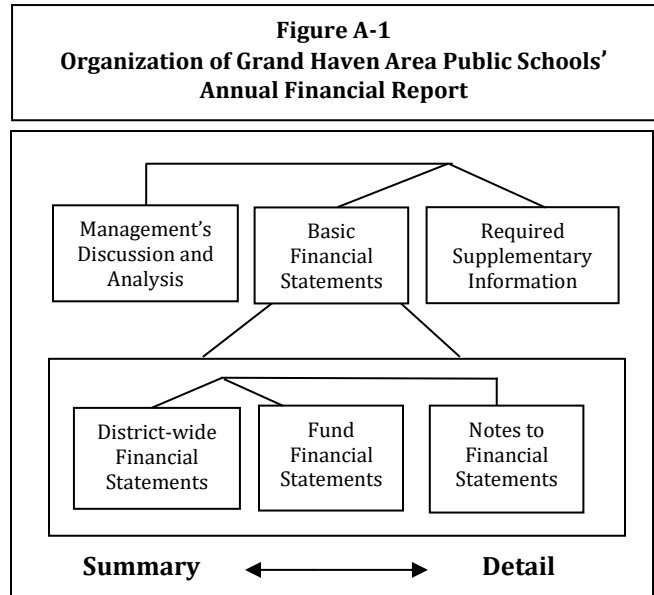 Figure A-1
Organization of Grand Haven Area Public Schools’
Annual Financial Report
Management’s
Discussion and
Analysis
Basic
Financial
Statements
Required
Supplementary
Information
District-wide
Financial
Statements
Fund
Financial
Statements
Notes to
Financial
Statements
Summary
Detail